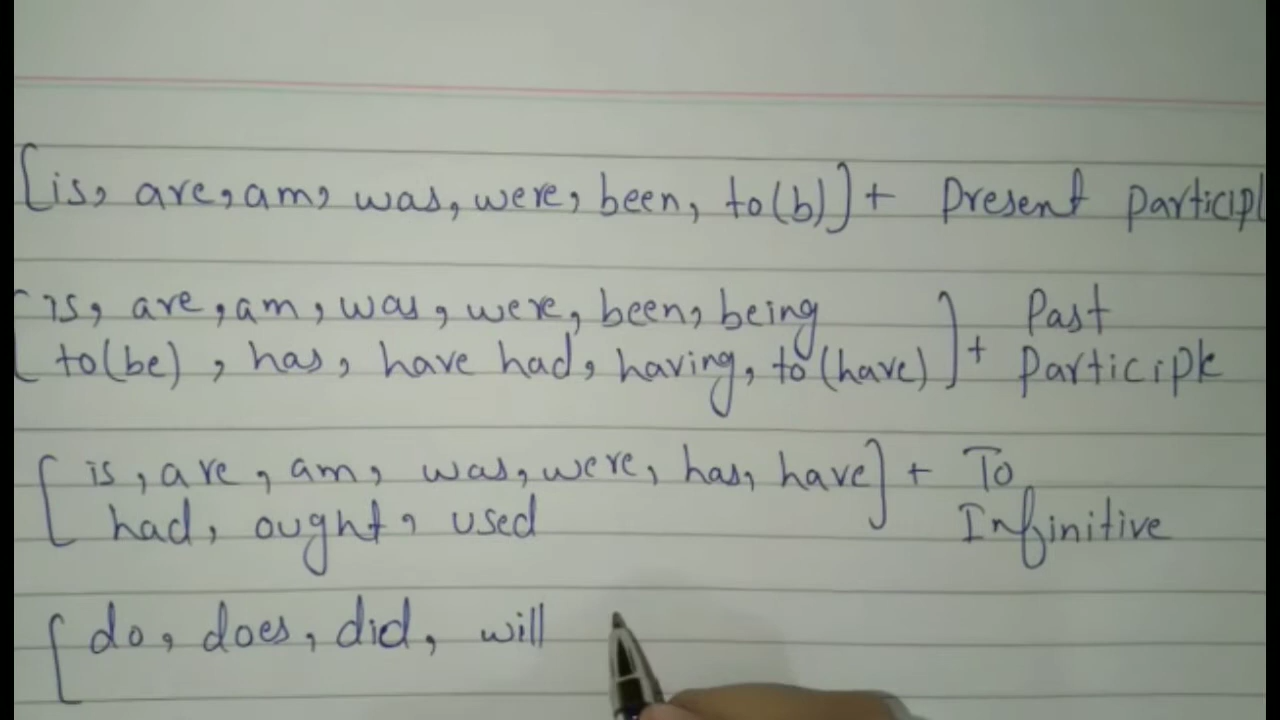 [is, are, am, was, were, been, to(b)] + Present participl
[is, are, am, was, were, been, being
to(be), has, have had, having, to(have)] + Past Participle
[is, are, am, was, were, has, have] + To
had, ought, used Infinitive
[do, does, did, will